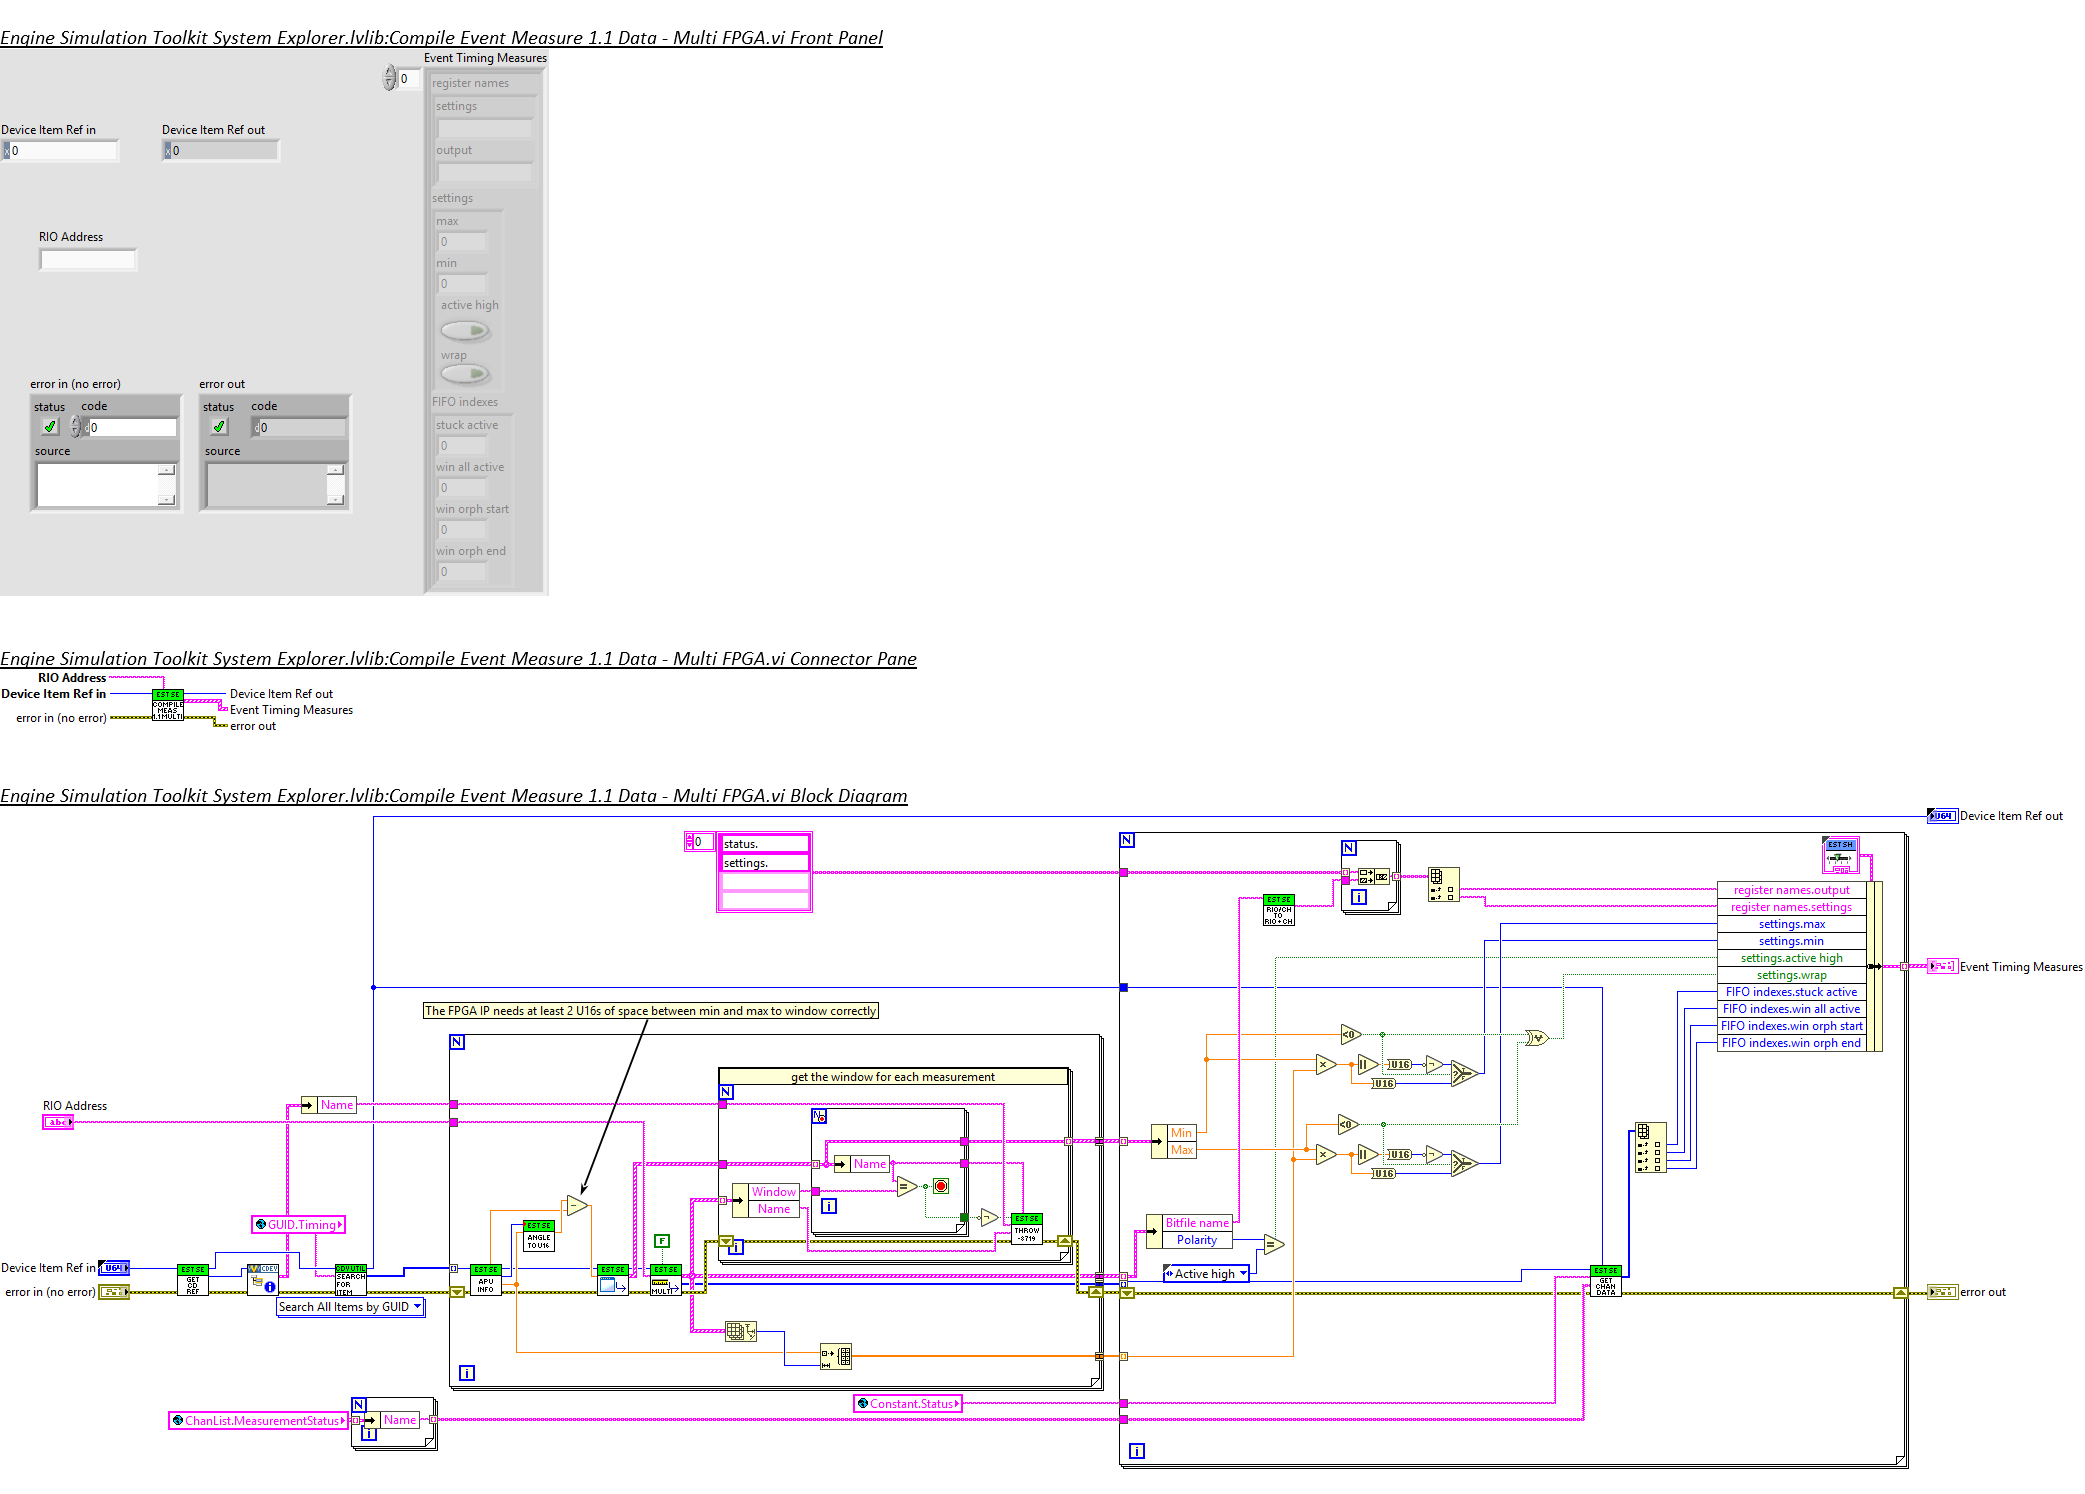 Engine Simulation Toolkit System Explorer.lvlib:Compile Event Measure 1.1 Data - Multi FPGA.vi Front Panel
Event Timing Measures
0
register names
settings
output
Device Item Ref in
Device Item Ref out
x 0
x 0
settings
max
0
min
0
RIO Address
active high
wrap
FIFO indexes
stuck active
0
win all active
0
win orph start
0
win orph end
0
error in (no error)
error out
status
code
status
code
d 0
d 0
source
source
Engine Simulation Toolkit System Explorer.lvlib:Compile Event Measure 1.1 Data - Multi FPGA.vi Connector Pane
RIO Address
Device Item Ref in
error in (no error)
EST SE
COMPILE
MEAS
1.1MULTI
Device Item Ref out
Event Timing Measures
error out
Engine Simulation Toolkit System Explorer.lvlib:Compile Event Measure 1.1 Data - Multi FPGA.vi Block Diagram
U64
Device Item Ref out
0
status.
settings.
N
N
i
EST SE
RIO/CH
TO
RIO+CH
EST SH
register names.output
register names.settings
settings.max
settings.min
settings.active high
settings.wrap
FIFO indexes.stuck active
FIFO indexes.win all active
FIFO indexes.win orph start
FIFO indexes.win orph end
Event Timing Measures
The FPGA IP needs at least 2 U16s of space between min and max to window correctly
N
get the window for each measurement
N
N
<0
U16
U16
<0
U16
U16
RIO Address
abc
Name
Name
Window
Name
i
i
Min
Max
GUID.Timing
EST SE
ANGLE
TO U16
EST SE
THROW
-8719
Bitfile name
Polarity
Active high
F
Device Item Ref in
U64
error in (no error)
EST SE
GET
CD
REF
CDEV
CDV UTIL
SEARCH
FOR
ITEM
Search All Items by GUID
EST SE
APU
INFO
EST SE
EST SE
MULTI
EST SE
GET
CHAN
DATA
error out
i
N
ChanList.MeasurementStatus
Name
i
Constant.Status
i